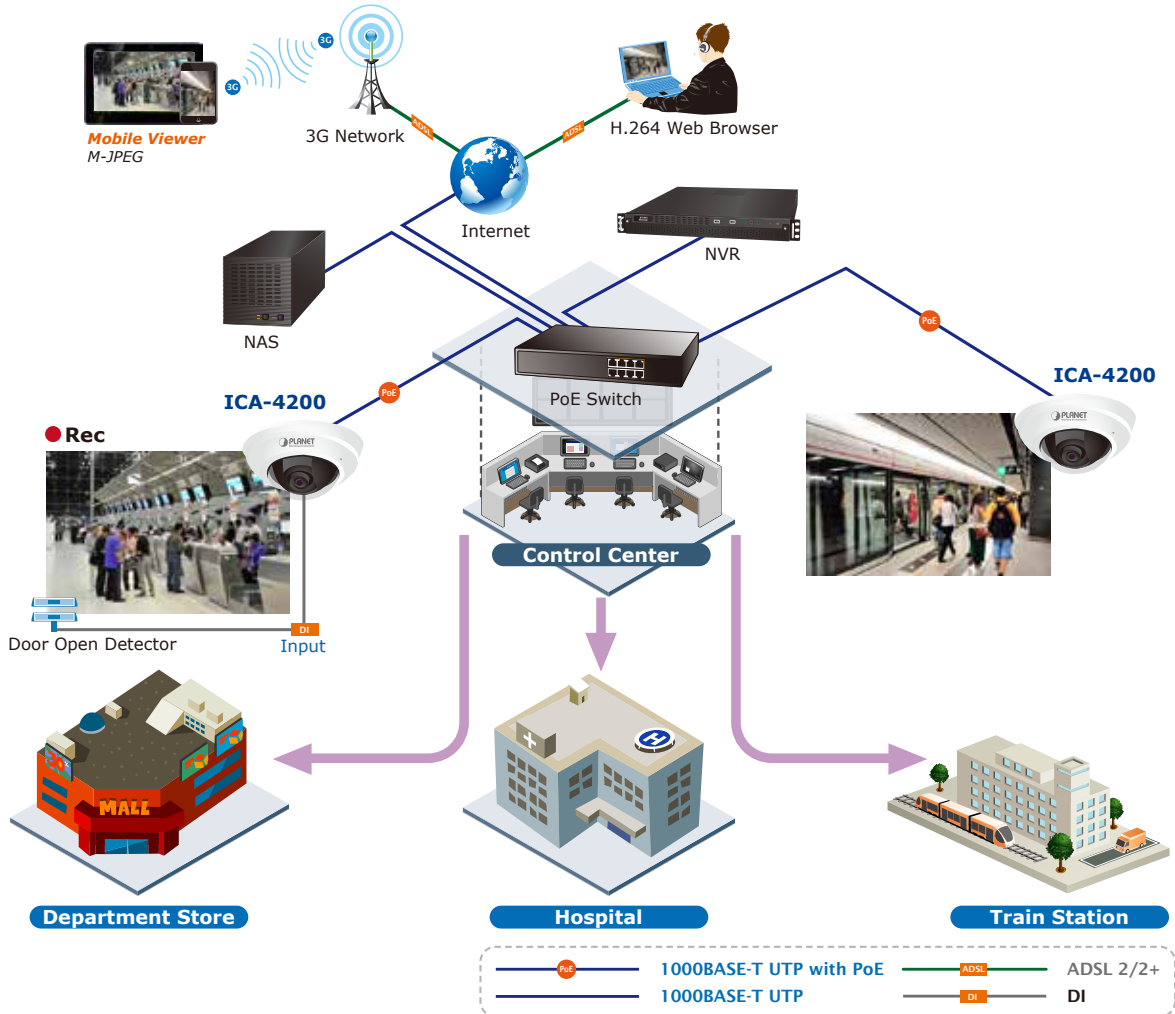 3G
3G
Mobile Viewer
M-JPEG
3G Network
ADSL
ADSL
H.264 Web Browser
Internet
NVR
NAS
PoE Switch
PoE
PoE
ICA-4200
ICA-4200
PLANET
PLANET
Rec
Control Center
DI
Door Open Detector
Input
MALL
H
Department Store
Hospital
Train Station
PoE
1000BASE-T UTP with PoE
ADSL
ADSL 2/2+
1000BASE-T UTP
DI
DI